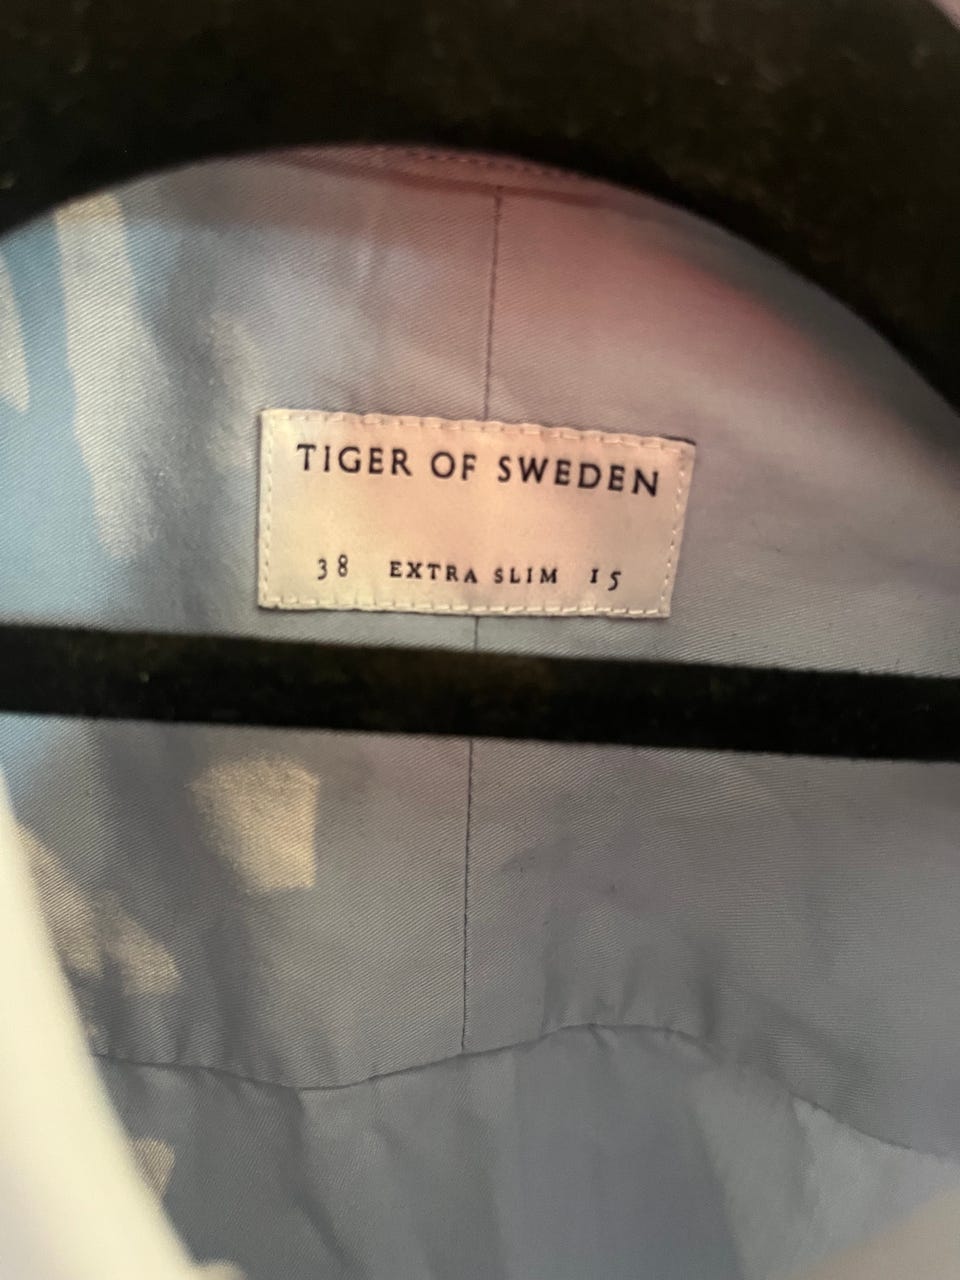 TIGER OF SWEDEN
38 EXTRA SLIM 15